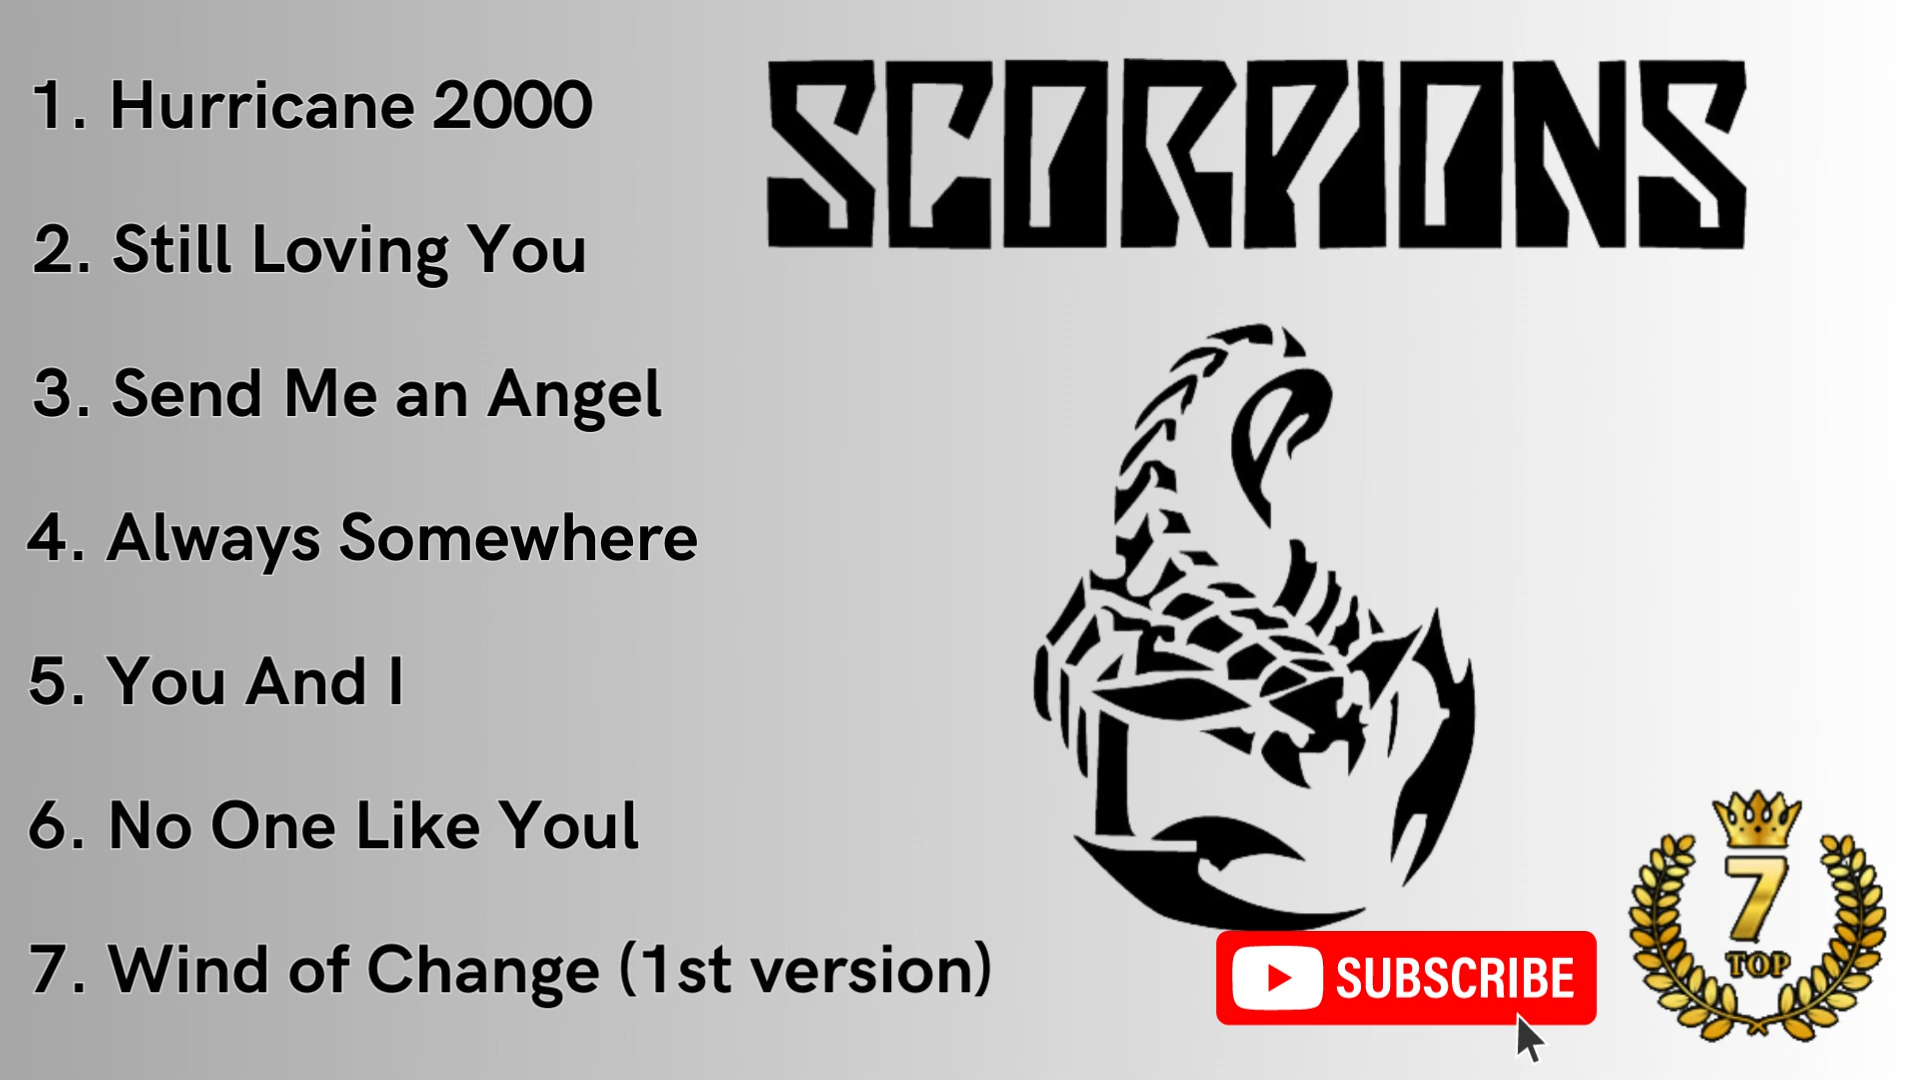 1. Hurricane 2000
2. Still Loving You
3. Send Me an Angel
4. Always Somewhere
5. You And I
6. No One Like Youl
7. Wind of Change (1st version)
SCORPIONS
SUBSCRIBE
7
TOP